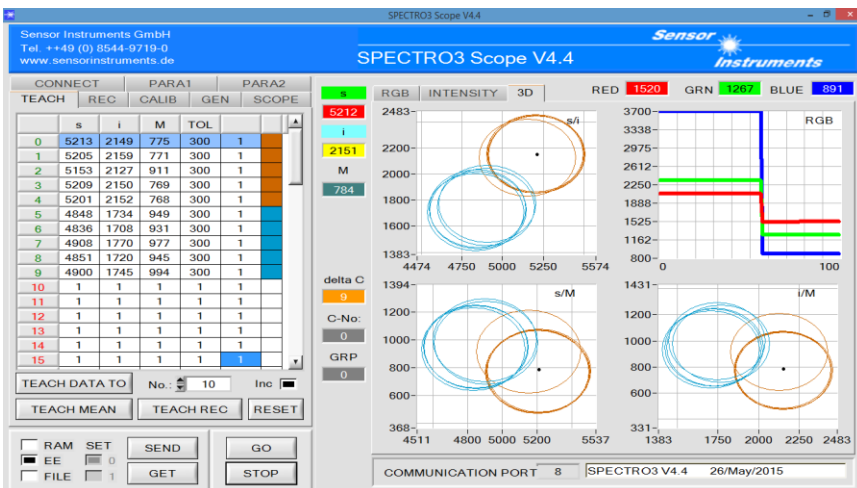 SPECTRO3 Scope V4.4
Sensor Instruments GmbH
Tel. ++49 (0) 8544-9719-0
www.sensorinstruments.de
SPECTRO3 Scope V4.4
Sensor
Instruments
CONNECT PARA1 PARA2
TEACH REC CALIB GEN SCOPE
s i M TOL
0 5213 2149 775 300 1
1 5205 2159 771 300 1
2 5153 2127 911 300 1
3 5209 2150 769 300 1
4 5201 2152 768 300 1
5 4848 1734 949 300 1
6 4836 1708 931 300 1
7 4908 1770 977 300 1
8 4851 1720 945 300 1
9 4900 1745 994 300 1
10 1 1 1 1 1
11 1 1 1 1 1
12 1 1 1 1 1
13 1 1 1 1 1
14 1 1 1 1 1
15 1 1 1 1 1
TEACH DATA TO No.: 10 Inc
TEACH MEAN TEACH REC RESET
RAM SET
EE 0
FILE 1
SEND GO
GET STOP
s
5212
i
2151
M
784
delta C
9
C-No:
0
GRP
0
RGB INTENSITY 3D
RED 1520 GRN 1267 BLUE 891
s/i
2483
2200
2000
1800
1600
1383
4474 4750 5000 5250 5574
RGB
3700
3338
2975
2612
2250
1888
1525
1162
800
0 100
s/M
1394
1200
1000
800
600
368
4511 4800 5000 5200 5537
i/M
1431
1200
1000
800
600
331
1383 1750 2000 2250 2483
COMMUNICATION PORT 8 SPECTRO3 V4.4 26/May/2015